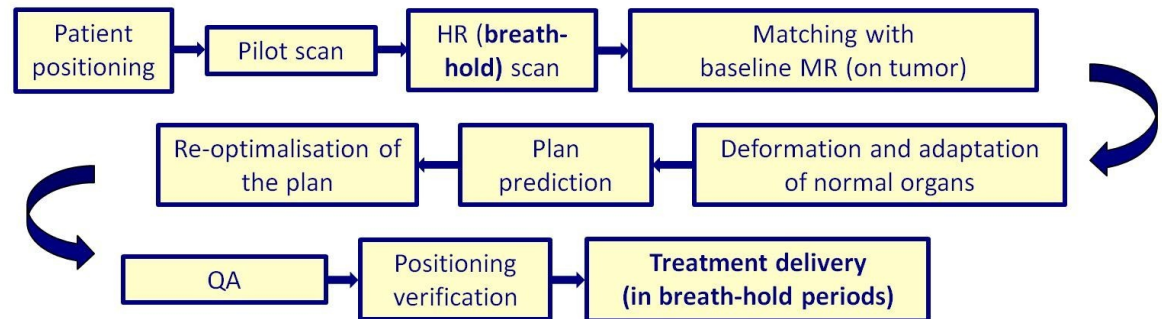 Patient
positioning
Pilot scan
HR (breath-
hold) scan
Matching with
baseline MR (on tumor)
Deformation and adaptation
of normal organs
Plan
prediction
Re-optimalisation of
the plan
QA
Positioning
verification
Treatment delivery
(in breath-hold periods)